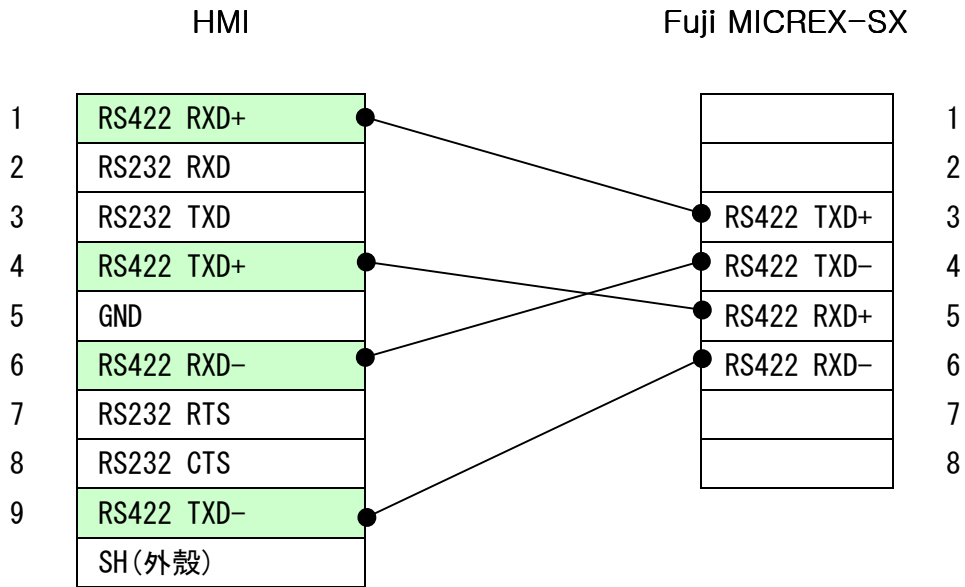 HMI
Fuji MICREX-SX
1 RS422 RXD+ 1
2 RS232 RXD 2
3 RS232 TXD RS422 TXD+ 3
4 RS422 TXD+ RS422 TXD- 4
5 GND RS422 RXD+ 5
6 RS422 RXD- RS422 RXD- 6
7 RS232 RTS 7
8 RS232 CTS 8
9 RS422 TXD-
SH(外殼)